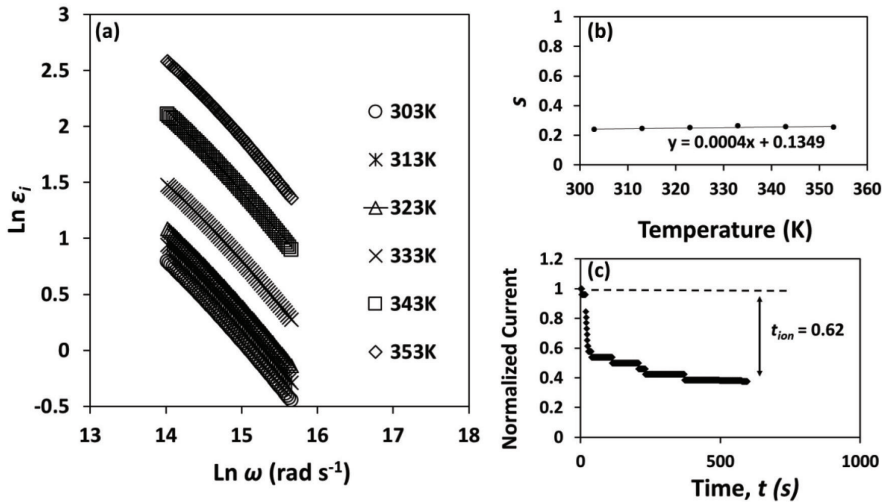 (a)
3
2.5
2
1.5
1
0.5
0
-0.5
Ln εi
13 14 15 16 17 18
Ln ω (rad s-1)
303K
313K
323K
333K
343K
353K
(b)
1
0.8
0.6
0.4
0.2
0
s
y = 0.0004x + 0.1349
300 310 320 330 340 350 360
Temperature (K)
(c)
1.2
1
0.8
0.6
0.4
0.2
0
Normalized Current
tion = 0.62
0 500 1000
Time, t (s)